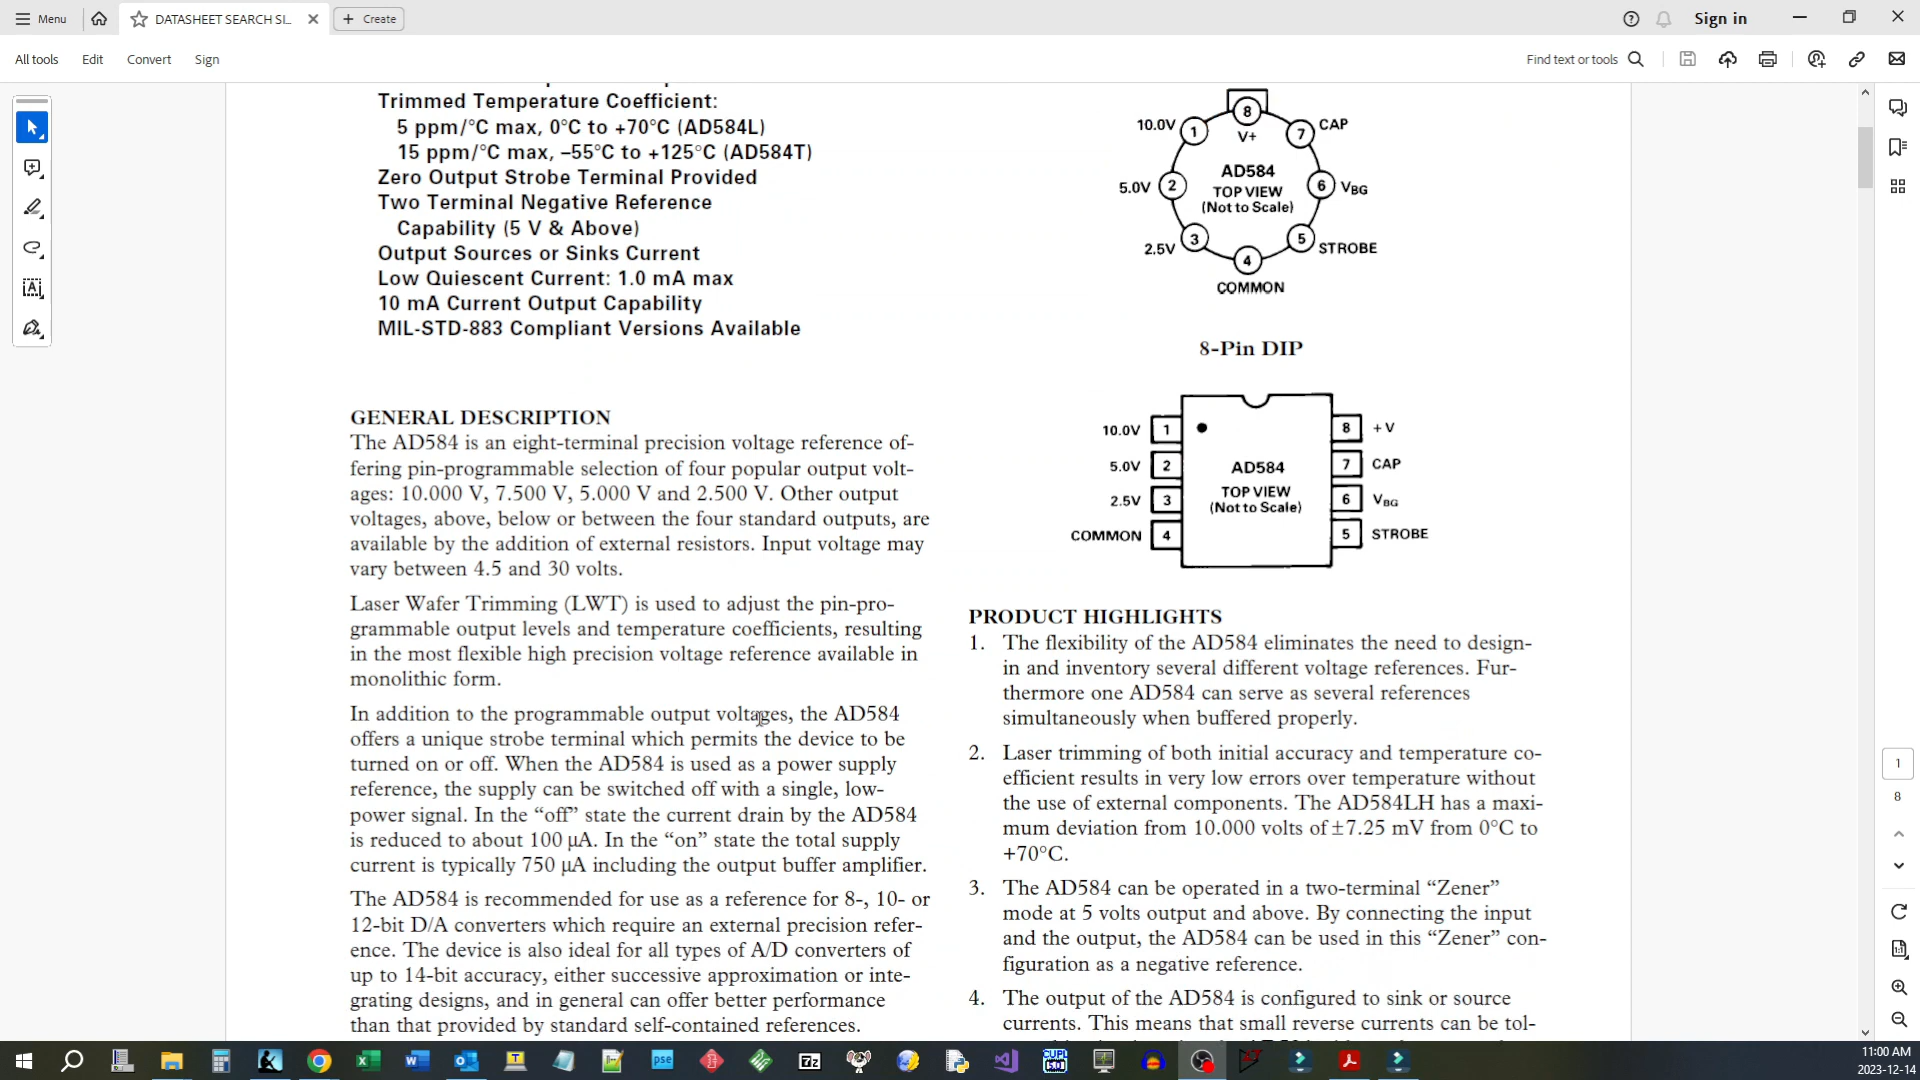 Menu
DATASHEET SEARCH SI...
Create
Sign in
All tools
Edit
Convert
Sign
Find text or tools
Trimmed Temperature Coefficient:
5 ppm/°C max, 0°C to +70°C (AD584L)
15 ppm/°C max, –55°C to +125°C (AD584T)
Zero Output Strobe Terminal Provided
Two Terminal Negative Reference
Capability (5 V & Above)
Output Sources or Sinks Current
Low Quiescent Current: 1.0 mA max
10 mA Current Output Capability
MIL-STD-883 Compliant Versions Available
GENERAL DESCRIPTION
The AD584 is an eight-terminal precision voltage reference of-
fering pin-programmable selection of four popular output volt-
ages: 10.000 V, 7.500 V, 5.000 V and 2.500 V. Other output
voltages, above, below or between the four standard outputs, are
available by the addition of external resistors. Input voltage may
vary between 4.5 and 30 volts.
Laser Wafer Trimming (LWT) is used to adjust the pin-pro-
grammable output levels and temperature coefficients, resulting
in the most flexible high precision voltage reference available in
monolithic form.
In addition to the programmable output voltages, the AD584
offers a unique strobe terminal which permits the device to be
turned on or off. When the AD584 is used as a power supply
reference, the supply can be switched off with a single, low-
power signal. In the “off” state the current drain by the AD584
is reduced to about 100 µA. In the “on” state the total supply
current is typically 750 µA including the output buffer amplifier.
The AD584 is recommended for use as a reference for 8-, 10- or
12-bit D/A converters which require an external precision refer-
ence. The device is also ideal for all types of A/D converters of
up to 14-bit accuracy, either successive approximation or inte-
grating designs, and in general can offer better performance
than that provided by standard self-contained references.
8
V+
10.0V 1
7 CAP
AD584
TOP VIEW
(Not to Scale)
5.0V 2
6 VBG
2.5V 3
5 STROBE
4
COMMON
8-Pin DIP
10.0V 1
8 +V
5.0V 2
AD584
7 CAP
2.5V 3
TOP VIEW
(Not to Scale)
6 VBG
COMMON 4
5 STROBE
PRODUCT HIGHLIGHTS
1. The flexibility of the AD584 eliminates the need to design-
in and inventory several different voltage references. Fur-
thermore one AD584 can serve as several references
simultaneously when buffered properly.
2. Laser trimming of both initial accuracy and temperature co-
efficient results in very low errors over temperature without
the use of external components. The AD584LH has a maxi-
mum deviation from 10.000 volts of ±7.25 mV from 0°C to
+70°C.
3. The AD584 can be operated in a two-terminal “Zener”
mode at 5 volts output and above. By connecting the input
and the output, the AD584 can be used in this “Zener” con-
figuration as a negative reference.
4. The output of the AD584 is configured to sink or source
currents. This means that small reverse currents can be tol-
1
8
pse
7z
CUPL
11:00 AM
2023-12-14